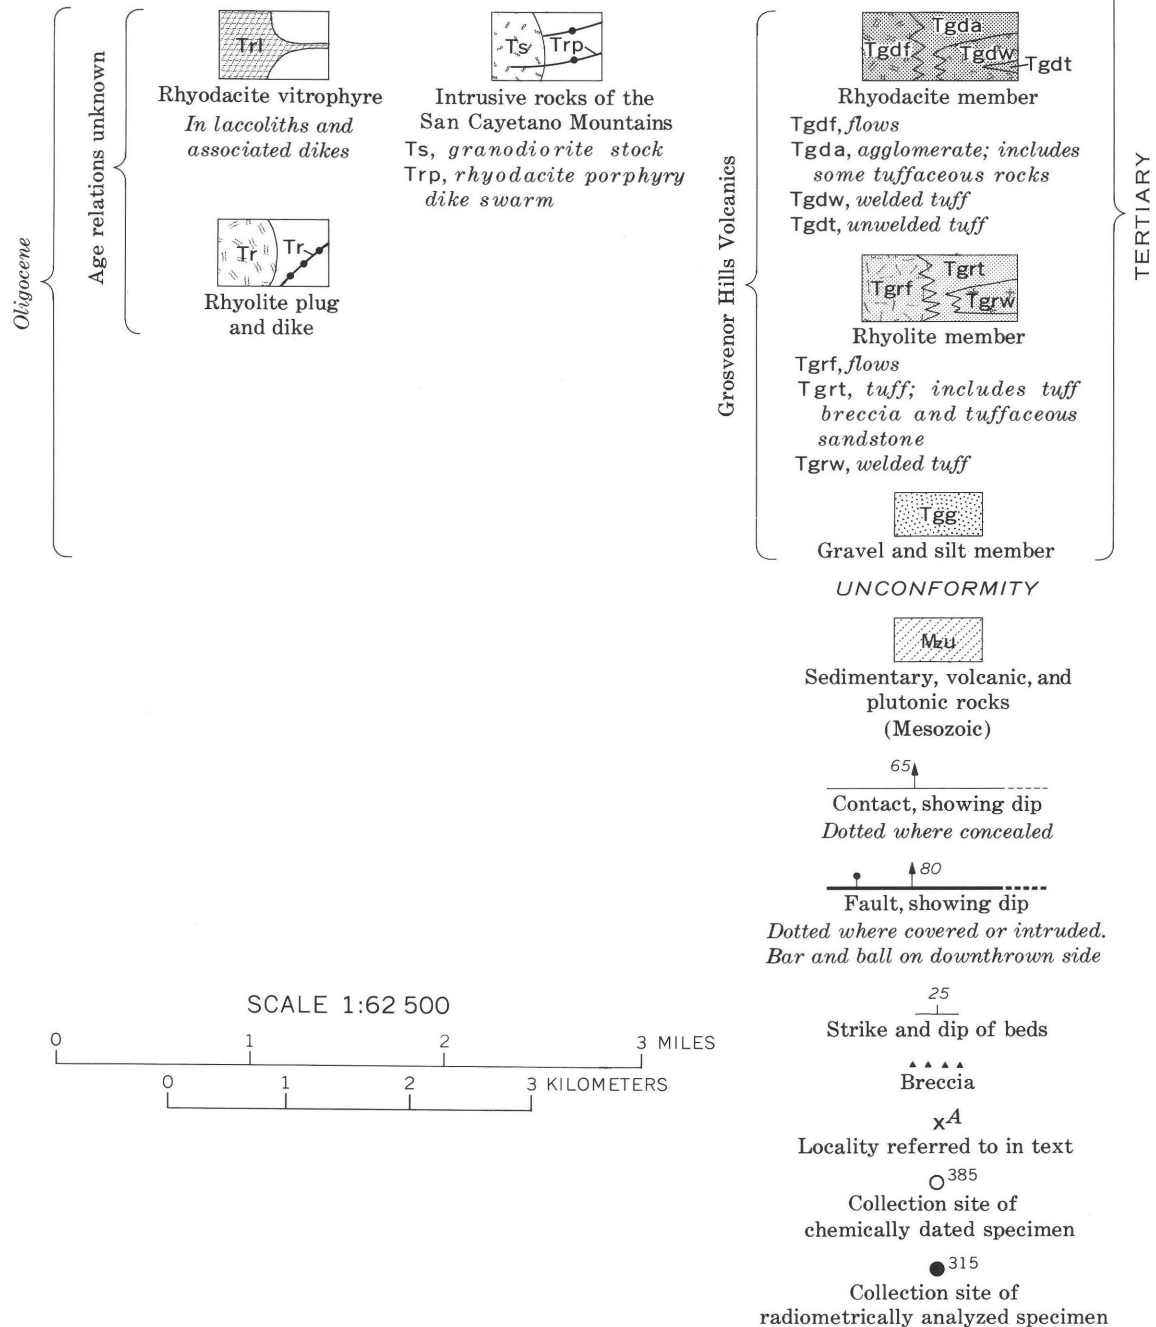 Oligocene
Age relations unknown
Trl
Rhyodacite vitrophyre
In laccoliths and
associated dikes
Tr
Tr
Rhyolite plug
and dike
Ts
Trp
Intrusive rocks of the
San Cayetano Mountains
Ts, granodiorite stock
Trp, rhyodacite porphyry
dike swarm
Grosvenor Hills Volcanics
Tgda
Tgdf
Tgdw
Tgdt
Rhyodacite member
Tgdf, flows
Tgda, agglomerate; includes
some tuffaceous rocks
Tgdw, welded tuff
Tgdt, unwelded tuff
Tgrt
Tgrf
Tgrw
Rhyolite member
Tgrf, flows
Tgrt, tuff; includes tuff
breccia and tuffaceous
sandstone
Tgrw, welded tuff
Tgg
Gravel and silt member
TERTIARY
UNCONFORMITY
Mzu
Sedimentary, volcanic, and
plutonic rocks
(Mesozoic)
65
Contact, showing dip
Dotted where concealed
80
Fault, showing dip
Dotted where covered or intruded.
Bar and ball on downthrown side
25
Strike and dip of beds
Breccia
x A
Locality referred to in text
385
Collection site of
chemically dated specimen
315
Collection site of
radiometrically analyzed specimen
SCALE 1:62 500
0 1 2 3 MILES
0 1 2 3 KILOMETERS